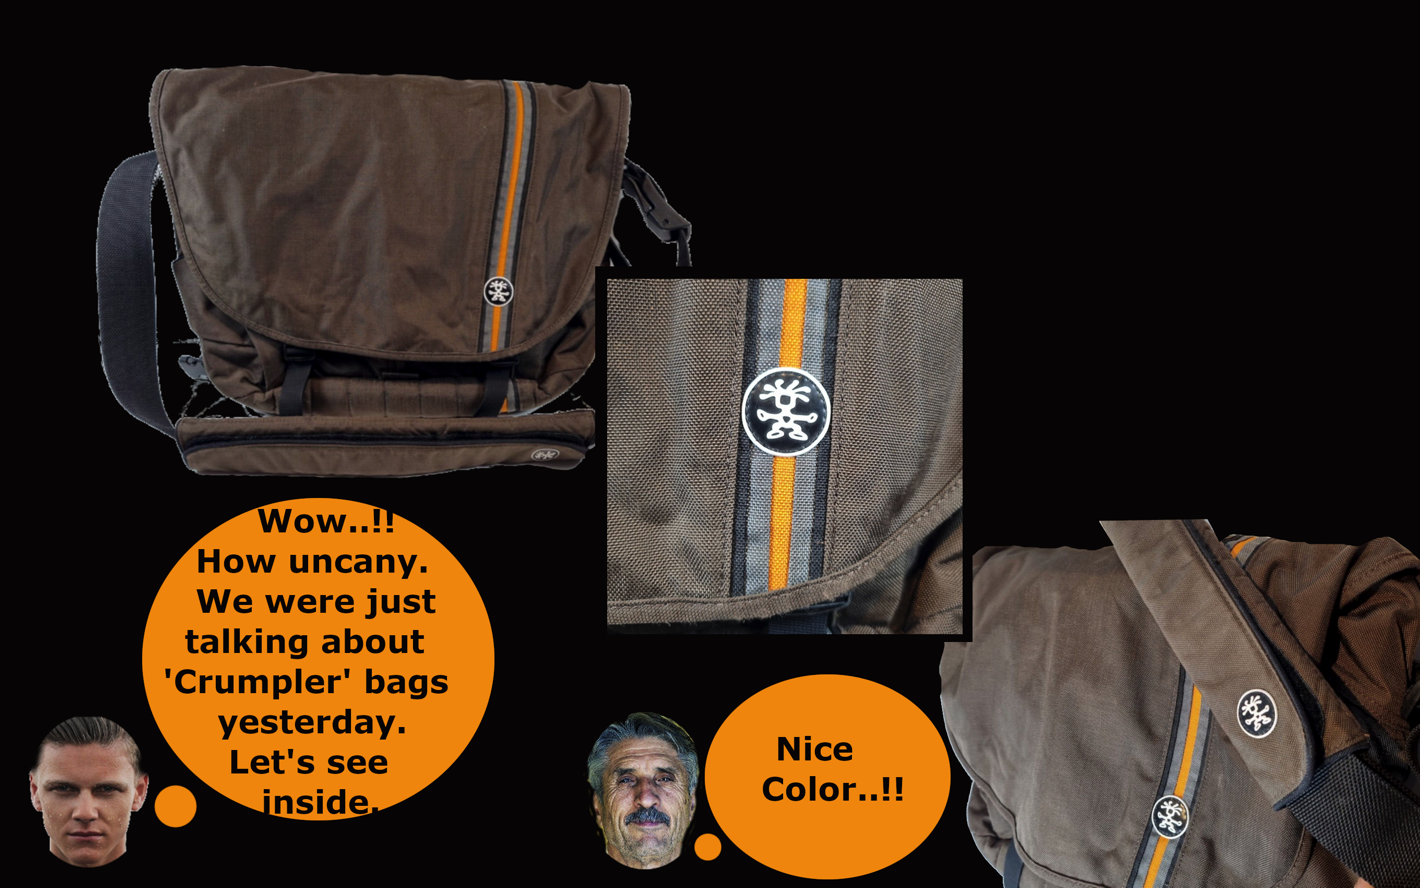 Wow..!!
How uncany.
We were just
talking about
'Crumpler' bags
yesterday.
Let's see
inside.
Nice
Color..!!